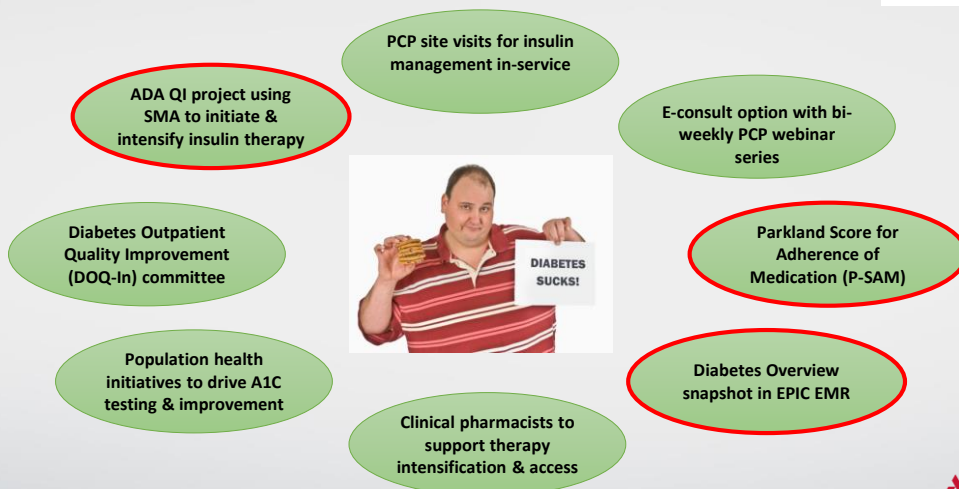 PCP site visits for insulin
management in-service
ADA QI project using
SMA to initiate &
intensify insulin therapy
E-consult option with bi-
weekly PCP webinar
series
Diabetes Outpatient
Quality Improvement
(DOQ-In) committee
DIABETES
SUCKS!
Parkland Score for
Adherence of
Medication (P-SAM)
Population health
initiatives to drive A1C
testing & improvement
Diabetes Overview
snapshot in EPIC EMR
Clinical pharmacists to
support therapy
intensification & access